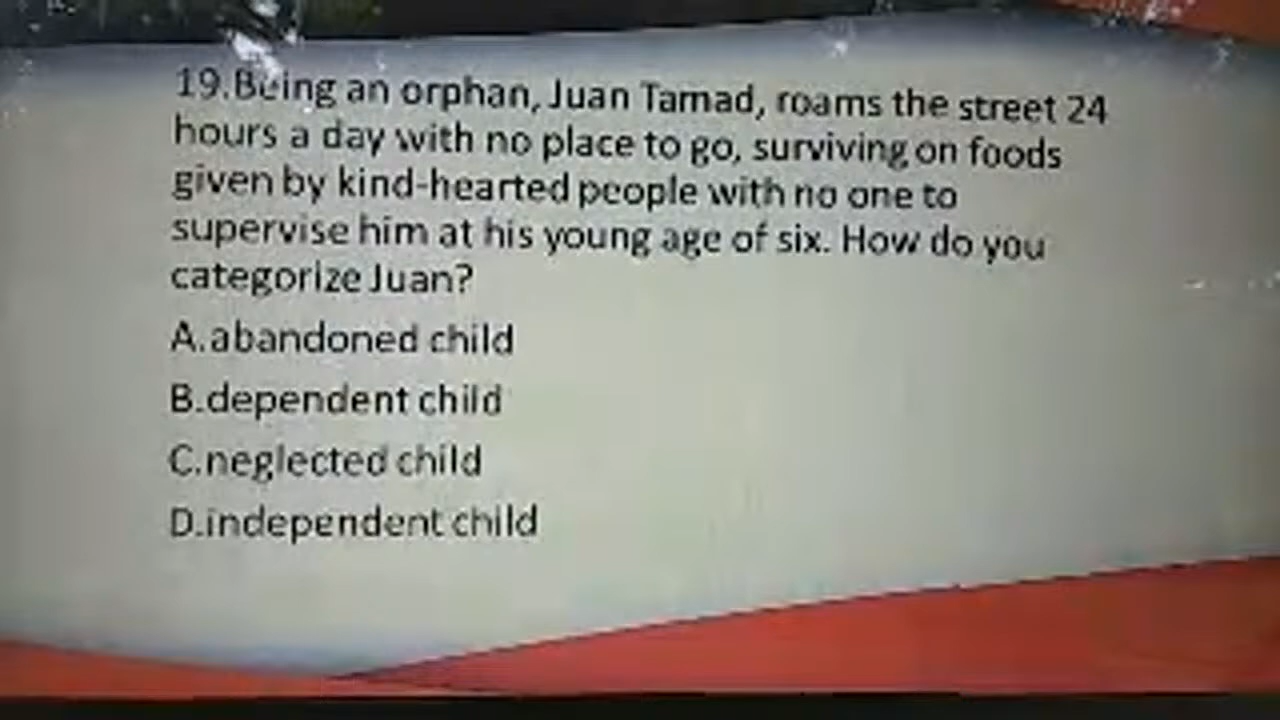 19.Being an orphan, Juan Tamad, roams the street 24
hours a day with no place to go, surviving on foods
given by kind-hearted people with no one to
supervise him at his young age of six. How do you
categorize Juan?
A.abandoned child
B.dependent child
C.neglected child
D.independent child